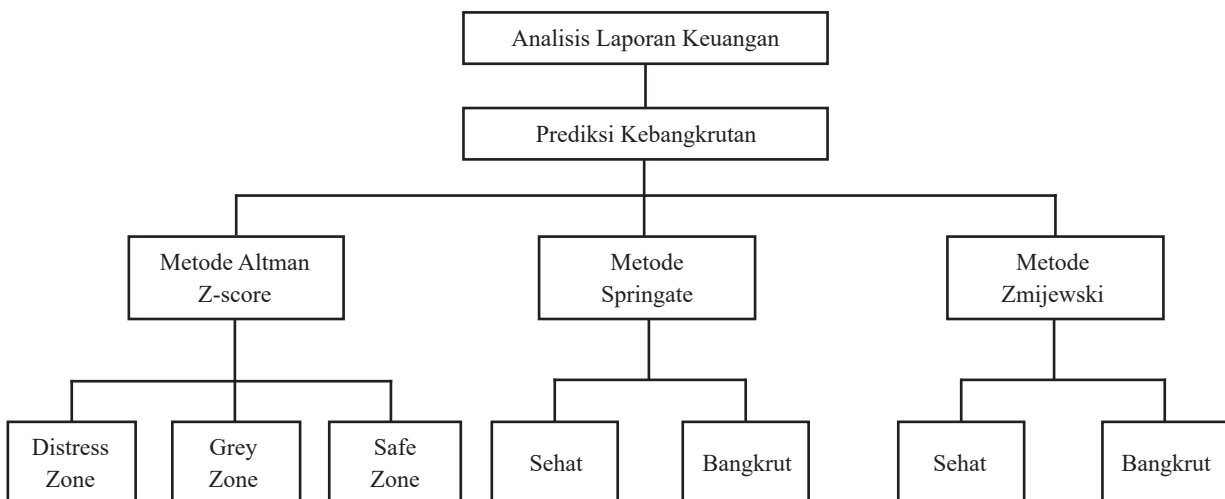 Analisis Laporan Keuangan
Prediksi Kebangkrutan
Metode Altman
Z-score
Metode
Springate
Metode
Zmijewski
Distress
Zone
Grey
Zone
Safe
Zone
Sehat
Bangkrut
Sehat
Bangkrut